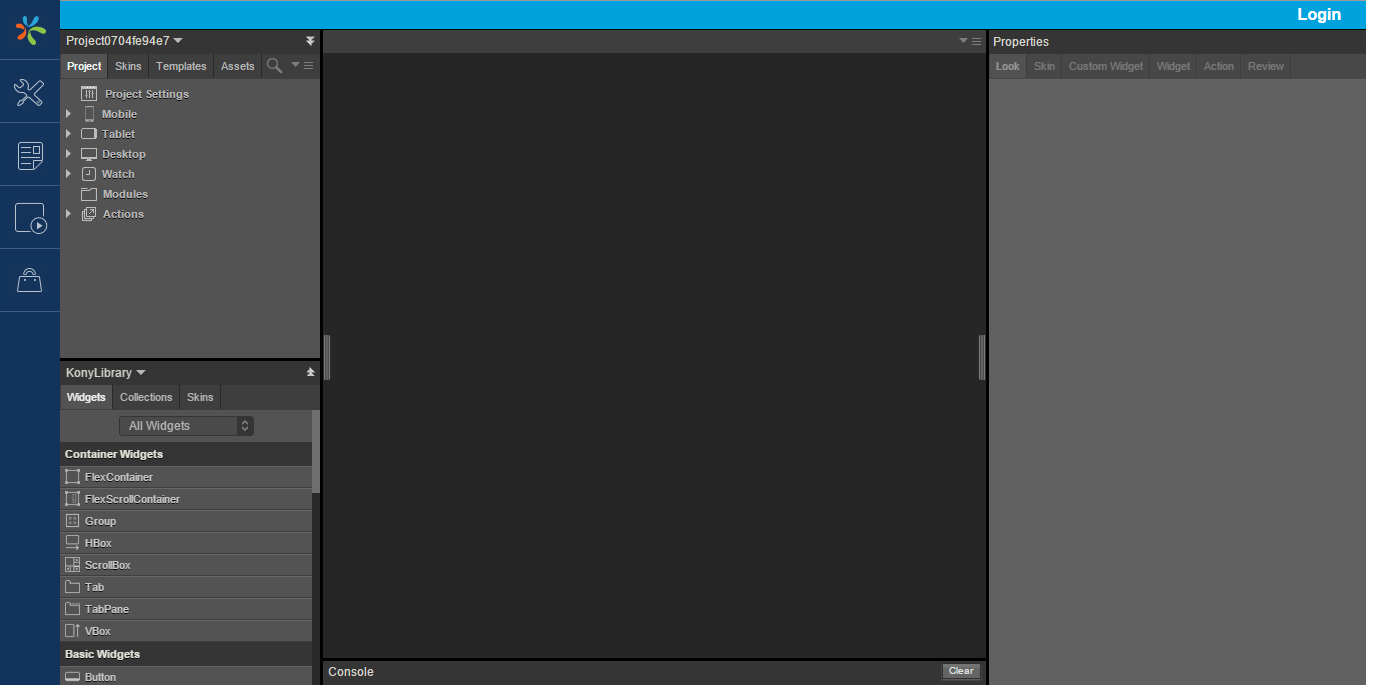 Login
Project0704fe94e7
Project Skins Templates Assets
Project Settings
Mobile
Tablet
Desktop
Watch
Modules
Actions
KonyLibrary
Widgets Collections Skins
All Widgets
Container Widgets
FlexContainer
FlexScrollContainer
Group
HBox
ScrollBox
Tab
TabPane
VBox
Basic Widgets
Button
Console Clear
Properties
Look Skin Custom Widget Widget Action Review